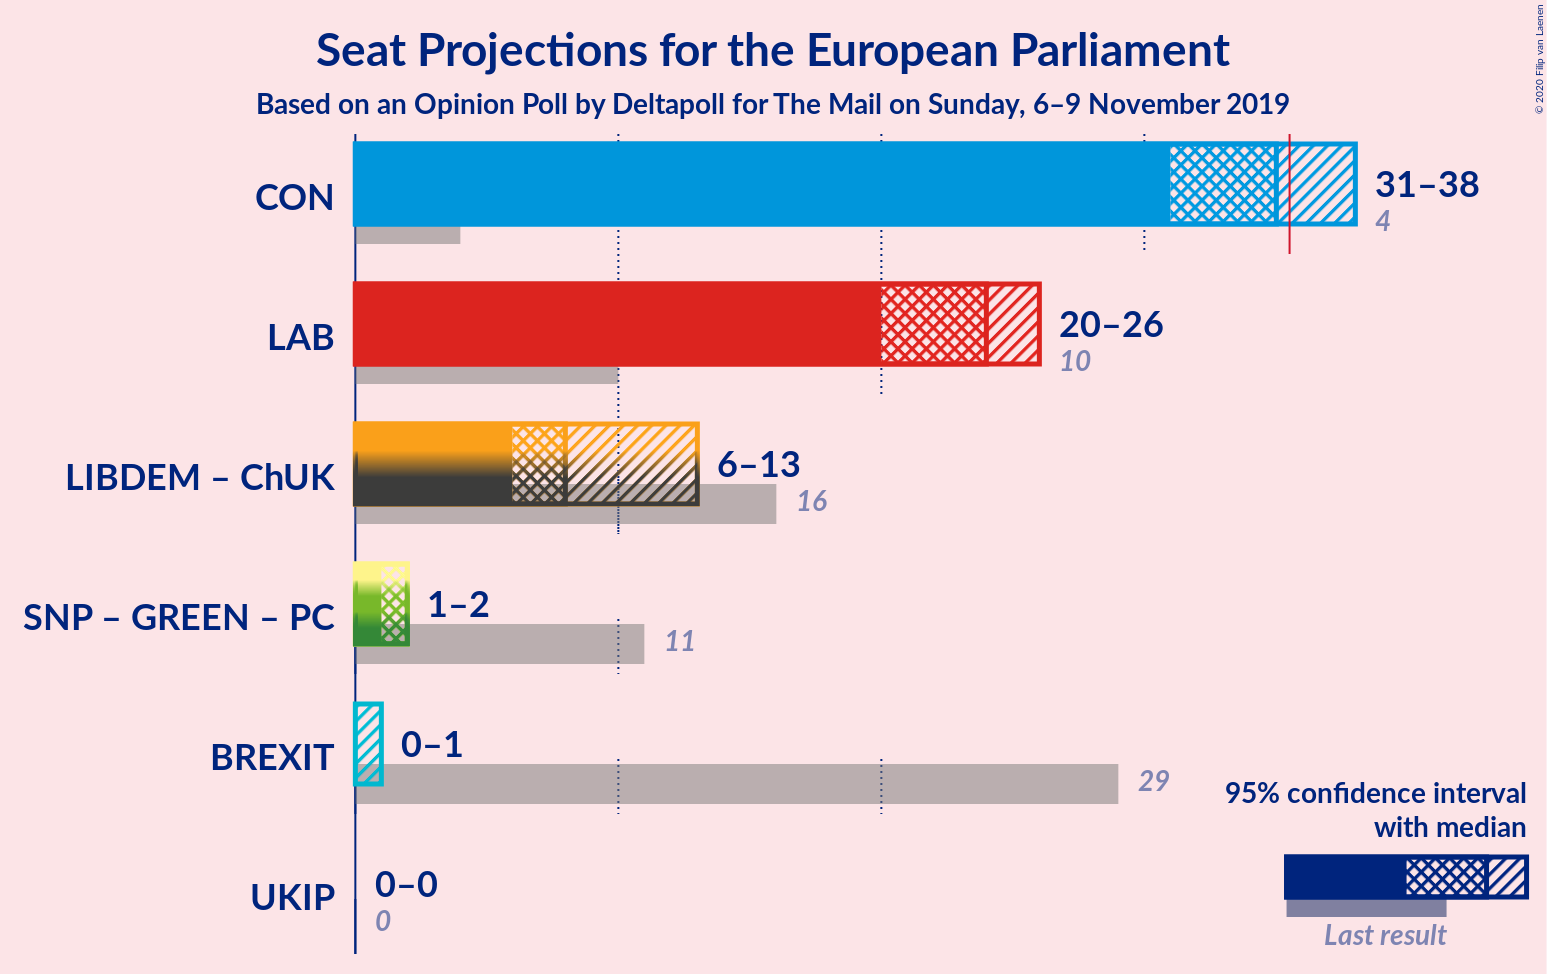 Seat Projections for the European Parliament
Based on an Opinion Poll by Deltapoll for The Mail on Sunday, 6–9 November 2019
© 2020 Filip van Laenen
CON
31–38
4
LAB
20–26
10
LIBDEM – ChUK
6–13
16
SNP – GREEN – PC
1–2
11
BREXIT
0–1
29
UKIP
0–0
0
95% confidence interval
with median
Last result